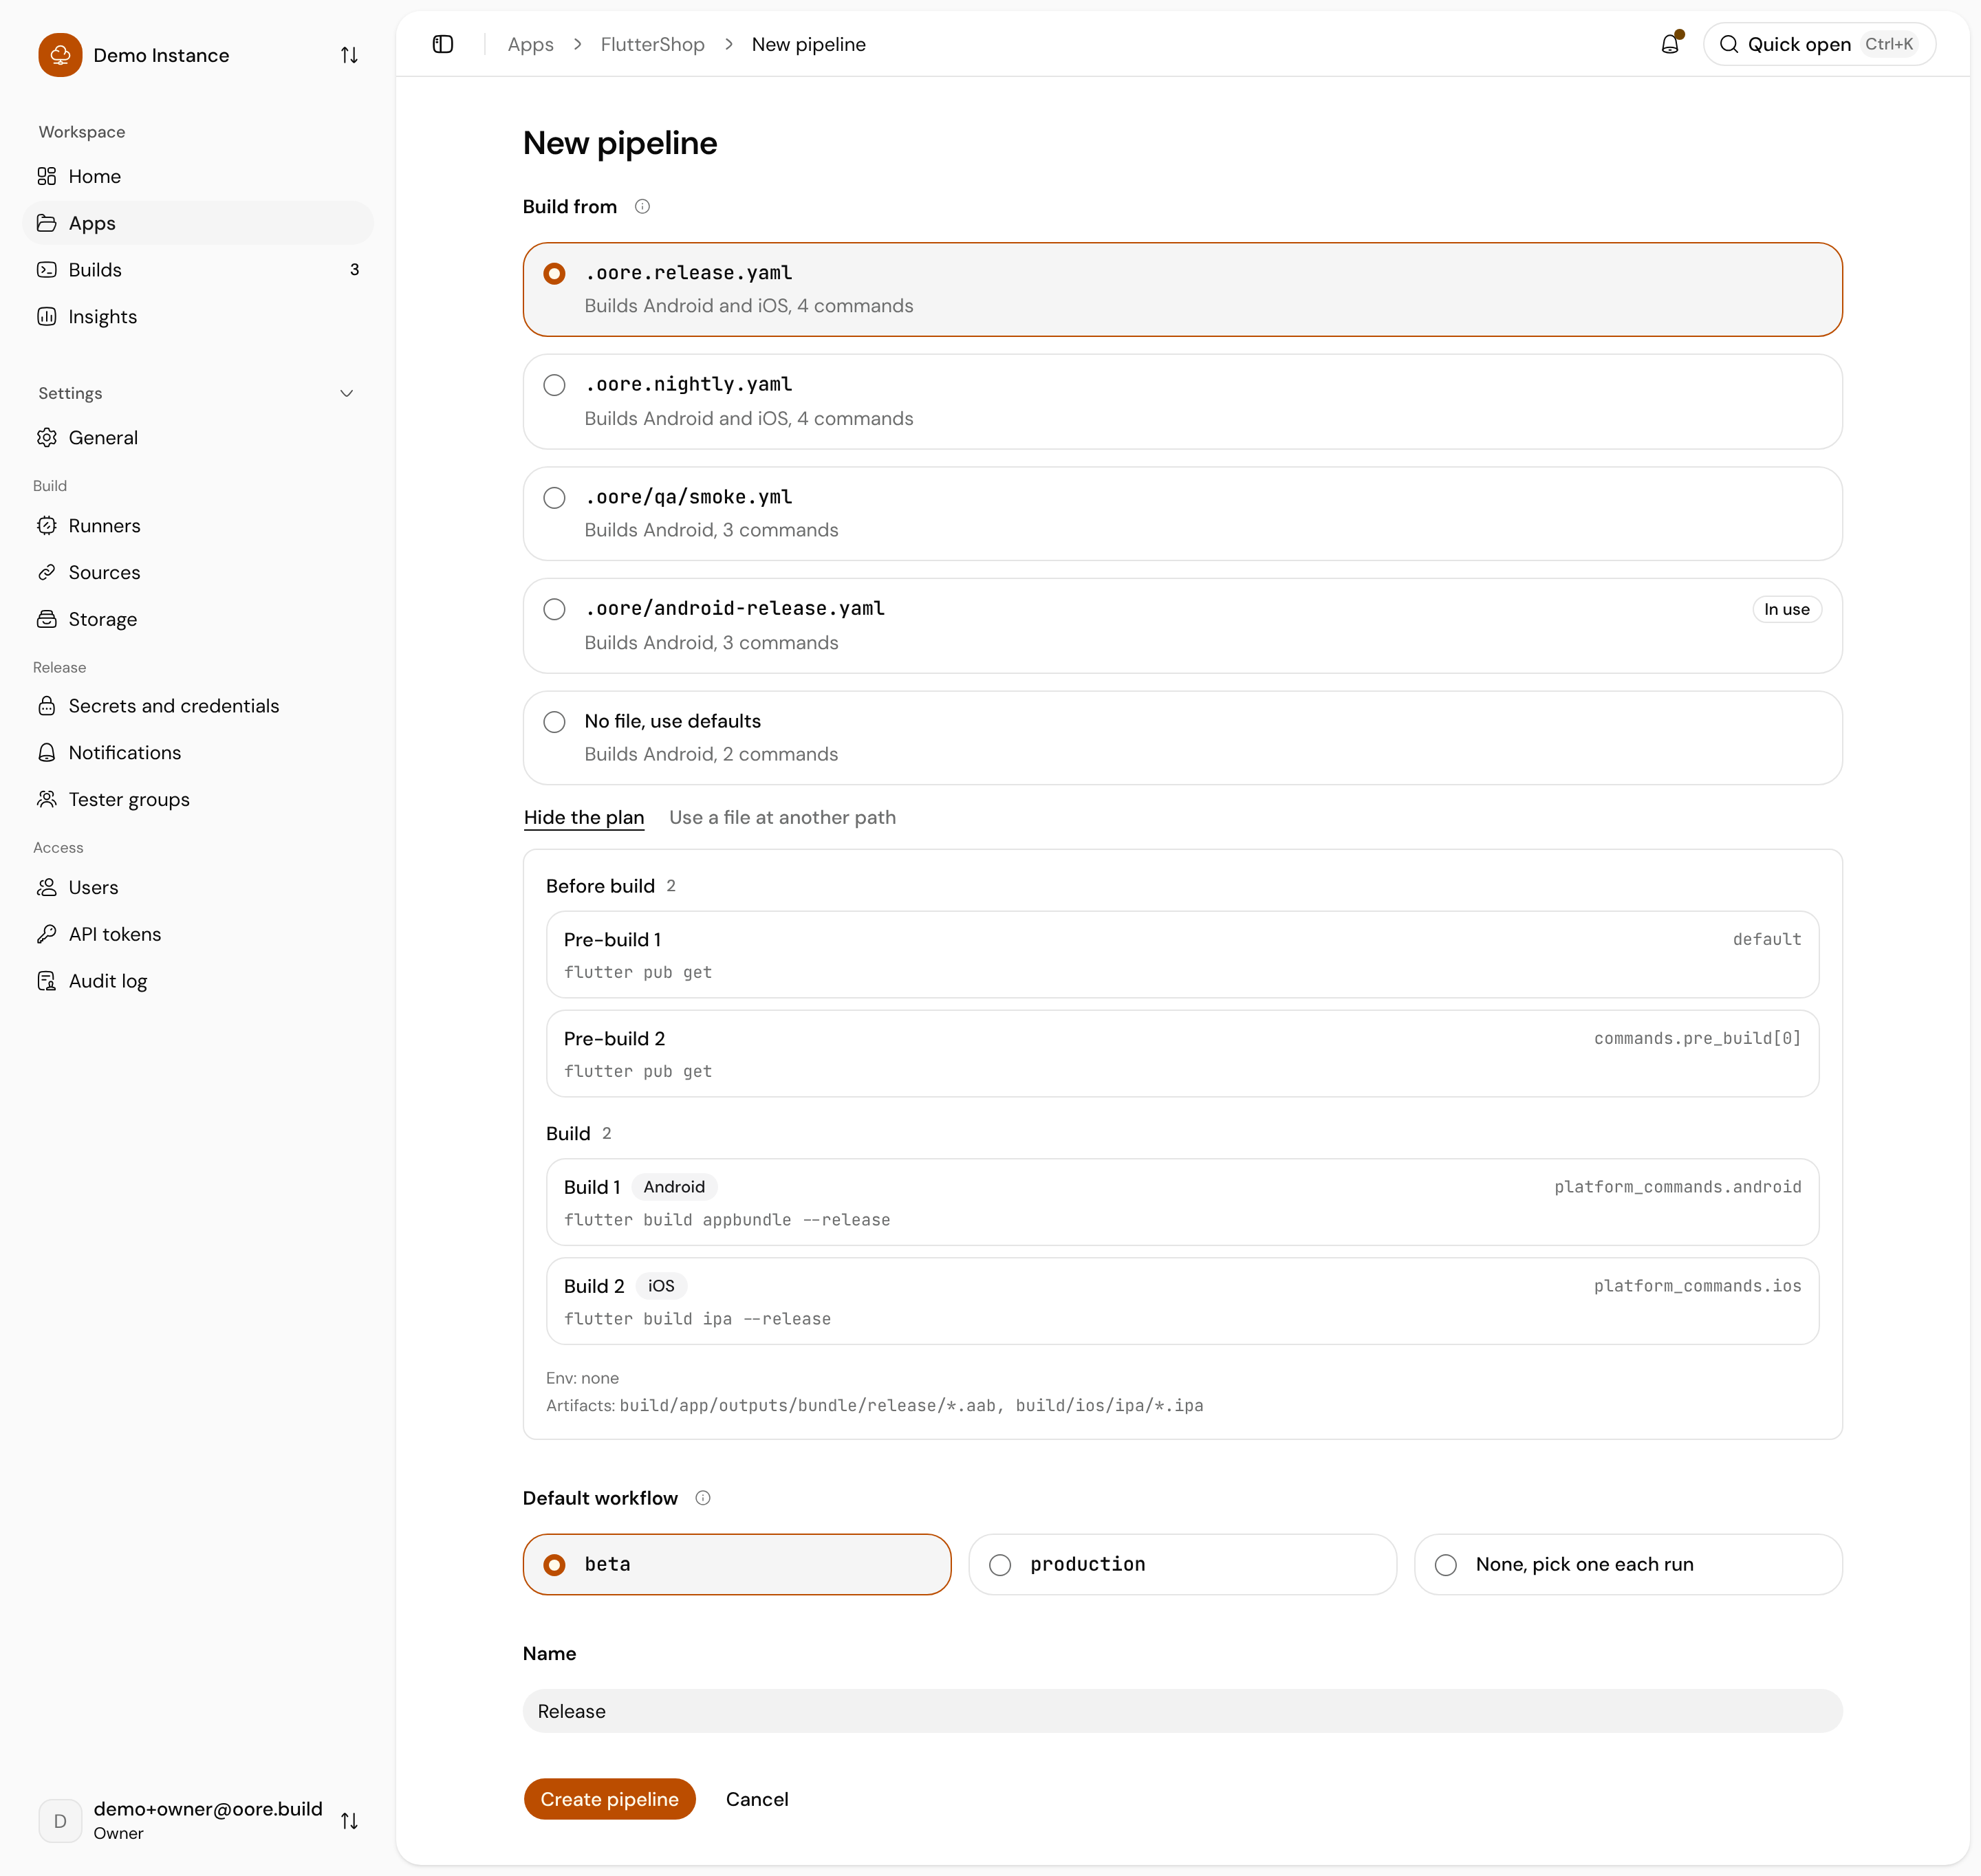 Demo Instance
Workspace
Home
Apps
Builds 3
Insights
Settings
General
Build
Runners
Sources
Storage
Release
Secrets and credentials
Notifications
Tester groups
Access
Users
API tokens
Audit log
D
demo+owner@oore.build
Owner
Apps > FlutterShop > New pipeline
Quick open Ctrl+K
New pipeline
Build from
.oore.release.yaml
Builds Android and iOS, 4 commands
.oore.nightly.yaml
Builds Android and iOS, 4 commands
.oore/qa/smoke.yml
Builds Android, 3 commands
.oore/android-release.yaml In use
Builds Android, 3 commands
No file, use defaults
Builds Android, 2 commands
Hide the plan Use a file at another path
Before build 2
Pre-build 1 default
flutter pub get
Pre-build 2 commands.pre_build[0]
flutter pub get
Build 2
Build 1 Android platform_commands.android
flutter build appbundle --release
Build 2 iOS platform_commands.ios
flutter build ipa --release
Env: none
Artifacts: build/app/outputs/bundle/release/*.aab, build/ios/ipa/*.ipa
Default workflow
beta production None, pick one each run
Name
Release
Create pipeline Cancel